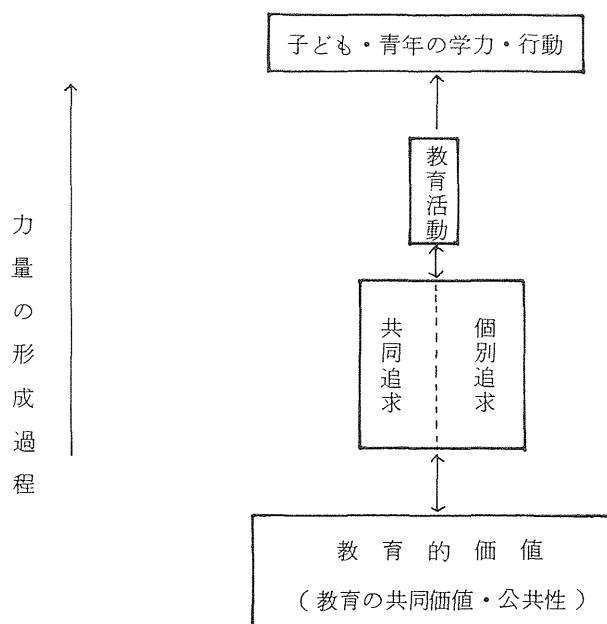 子ども・青年の学力・行動
教育活動
力量の形成過程
共同追求
個別追求
教育的価値
（教育の共同価値・公共性）